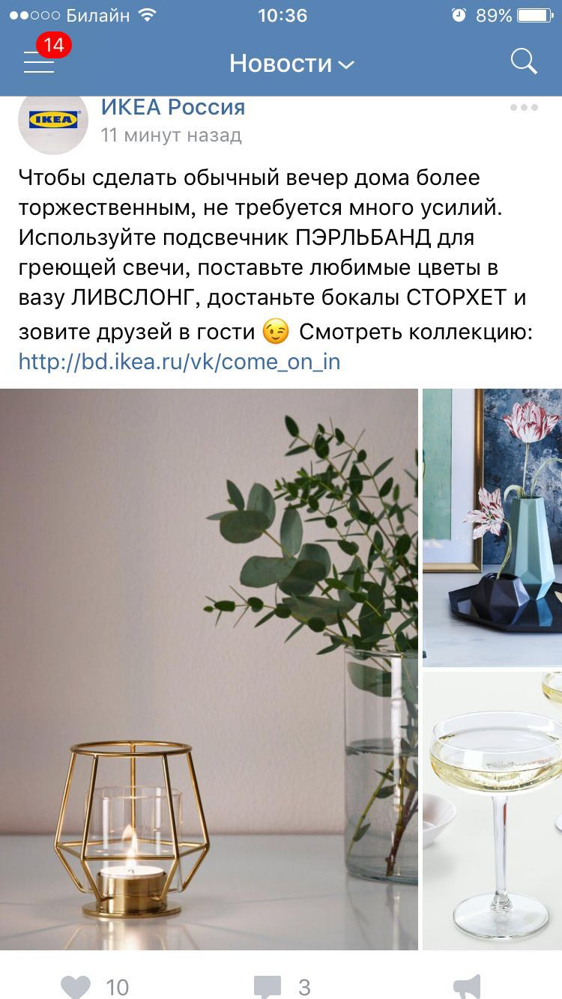 Билайн 10:36 89%
14
Новости
IKEA
ИКЕА Россия
11 минут назад
Чтобы сделать обычный вечер дома более
торжественным, не требуется много усилий.
Используйте подсвечник ПЭРЛЬБАНД для
греющей свечи, поставьте любимые цветы в
вазу ЛИВСЛОНГ, достаньте бокалы СТОРХЕТ и
зовите друзей в гости 😉 Смотреть коллекцию:
http://bd.ikea.ru/vk/come_on_in
10 3